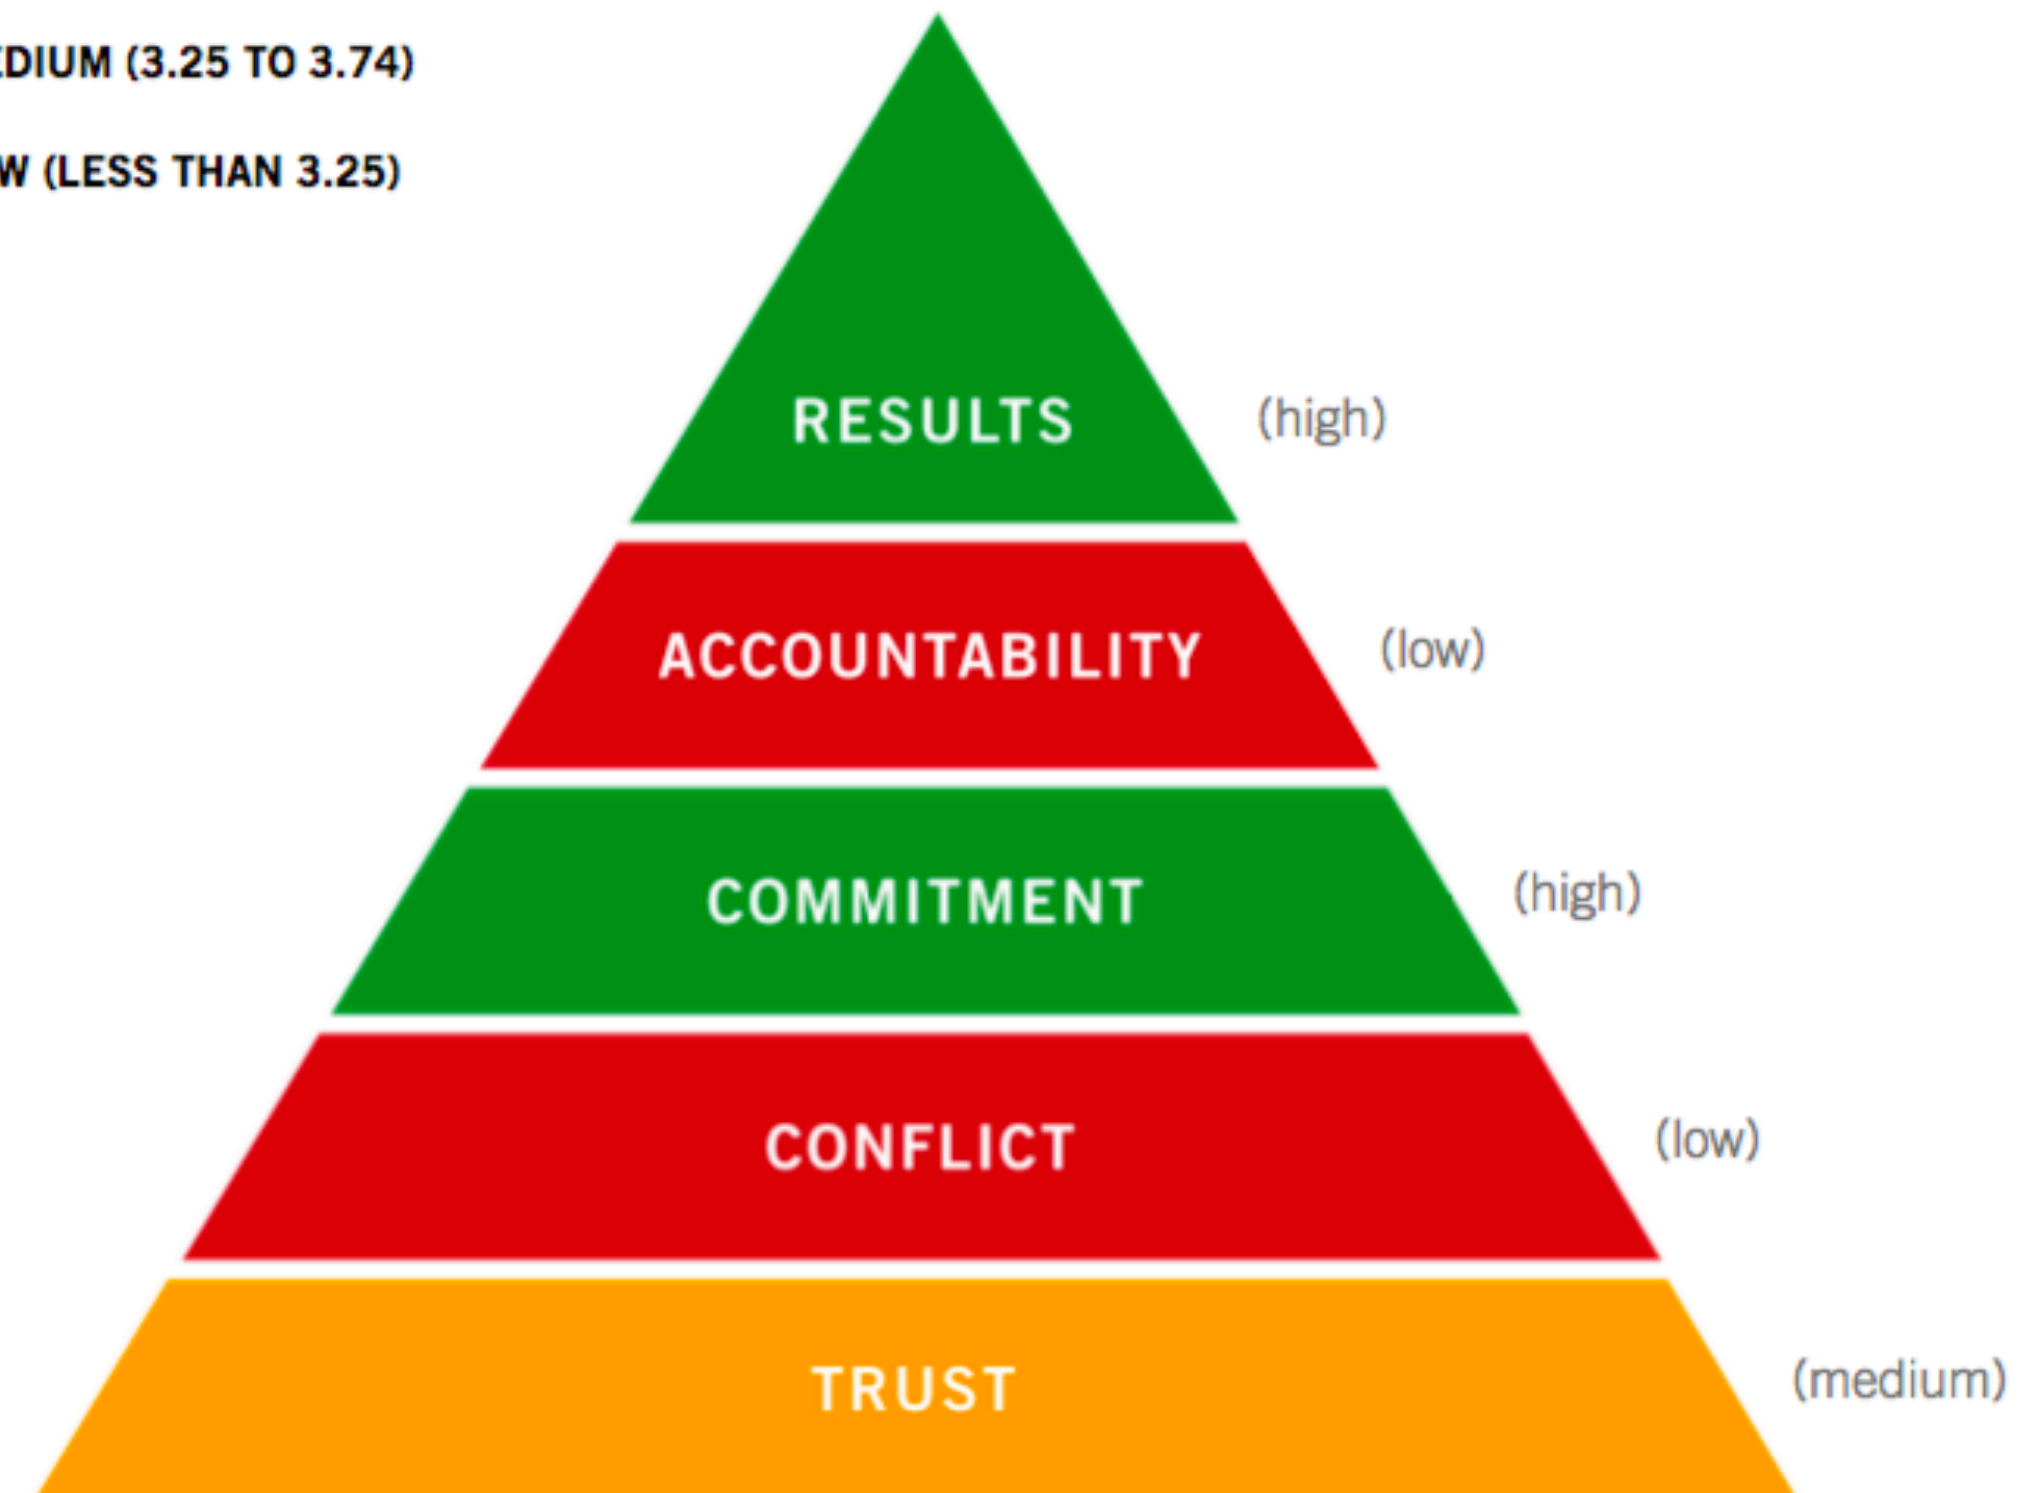 EDIUM (3.25 TO 3.74)
W (LESS THAN 3.25)
RESULTS (high)
ACCOUNTABILITY (low)
COMMITMENT (high)
CONFLICT (low)
TRUST (medium)